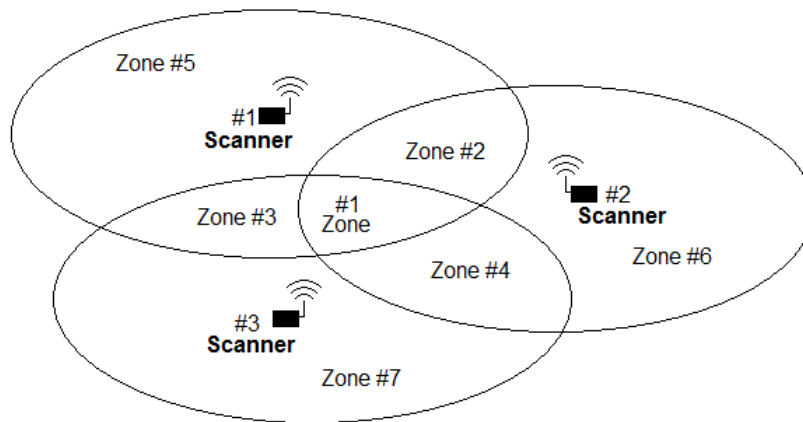 Zone #5
#1
Scanner
Zone #2
#2
Scanner
Zone #3
#1
Zone
Zone #4
Zone #6
#3
Scanner
Zone #7